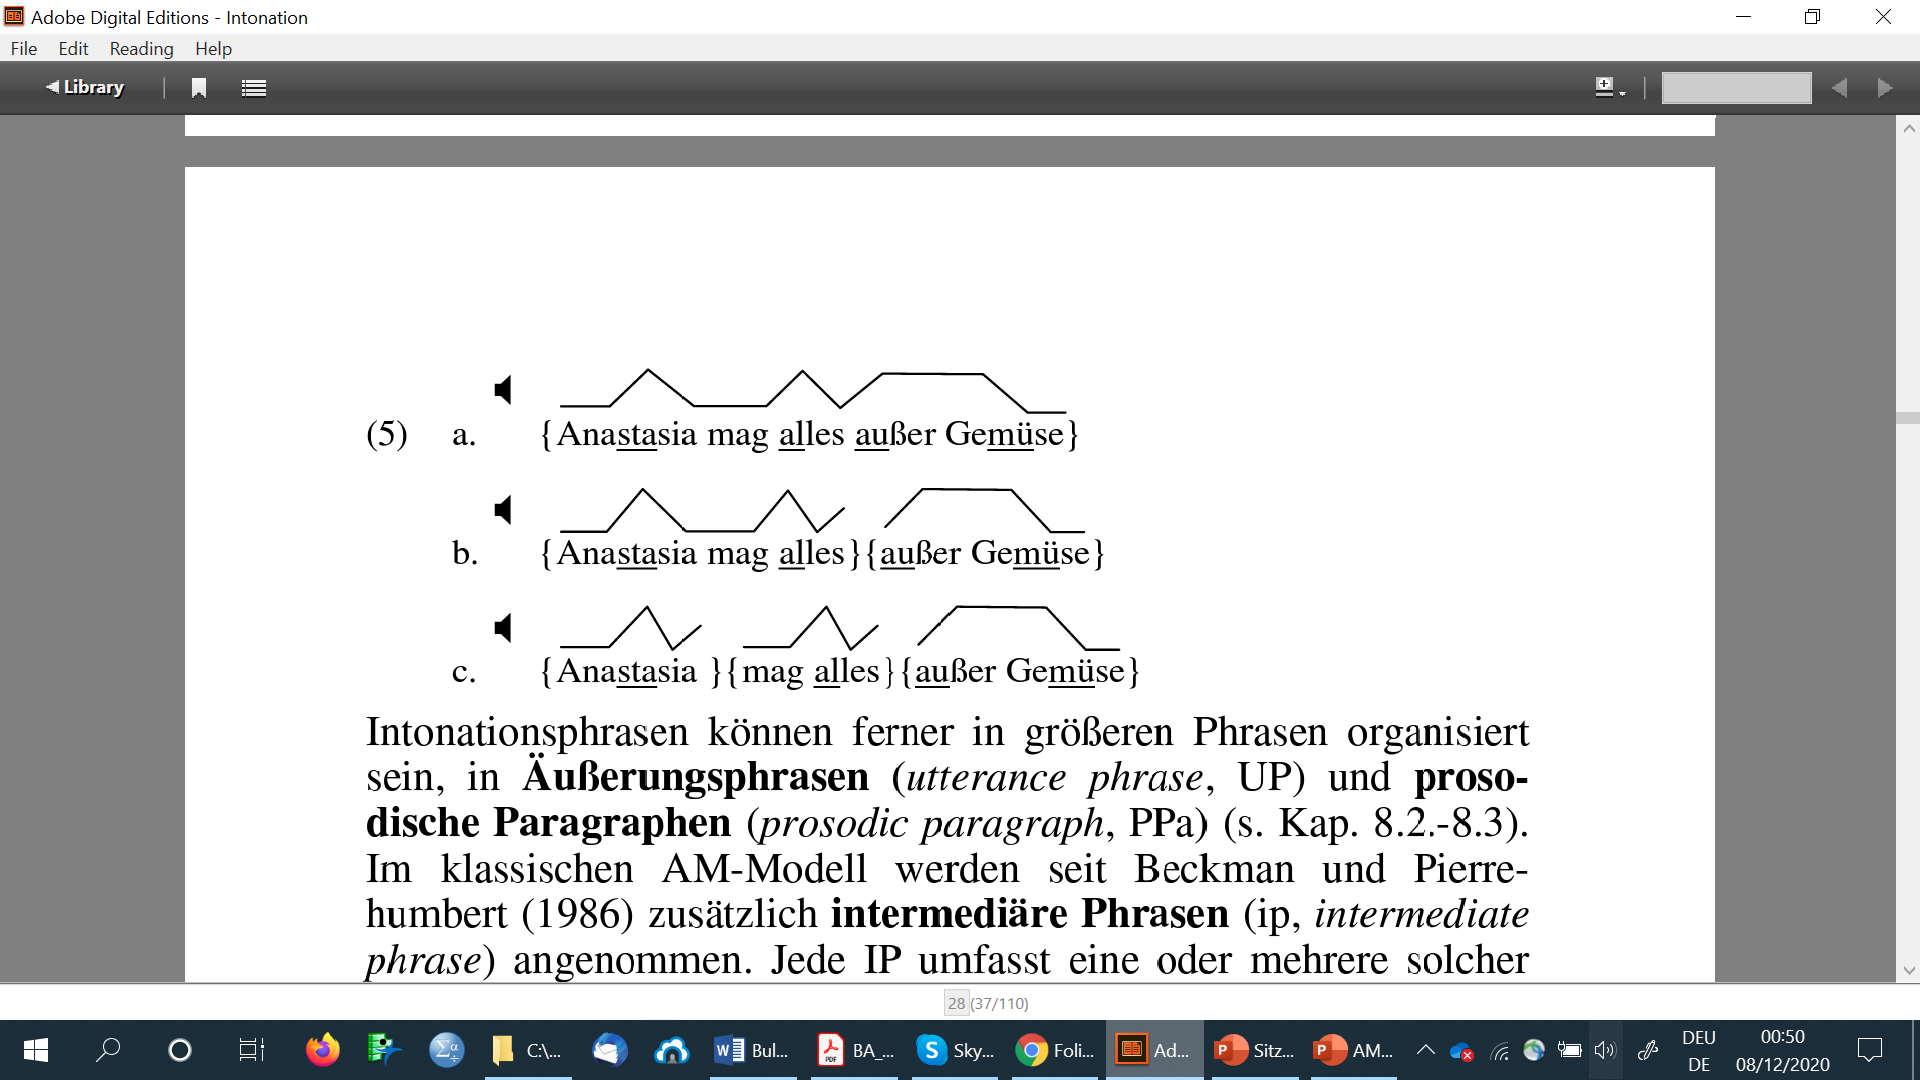 Adobe Digital Editions - Intonation
File Edit Reading Help
Library
(5) a. {Anastasia mag alles außer Gemüse}
b. {Anastasia mag alles}{außer Gemüse}
c. {Anastasia }{mag alles}{außer Gemüse}
Intonationsphrasen können ferner in größeren Phrasen organisiert
sein, in Äußerungsphrasen (utterance phrase, UP) und proso-
dische Paragraphen (prosodic paragraph, PPa) (s. Kap. 8.2.-8.3).
Im klassischen AM-Modell werden seit Beckman und Pierre-
humbert (1986) zusätzlich intermediäre Phrasen (ip, intermediate
phrase) angenommen. Jede IP umfasst eine oder mehrere solcher
28 (37/110)
C:\... Bul... BA_... Sky... Foli... Ad... Sitz... AM... DEU 00:50
DE 08/12/2020